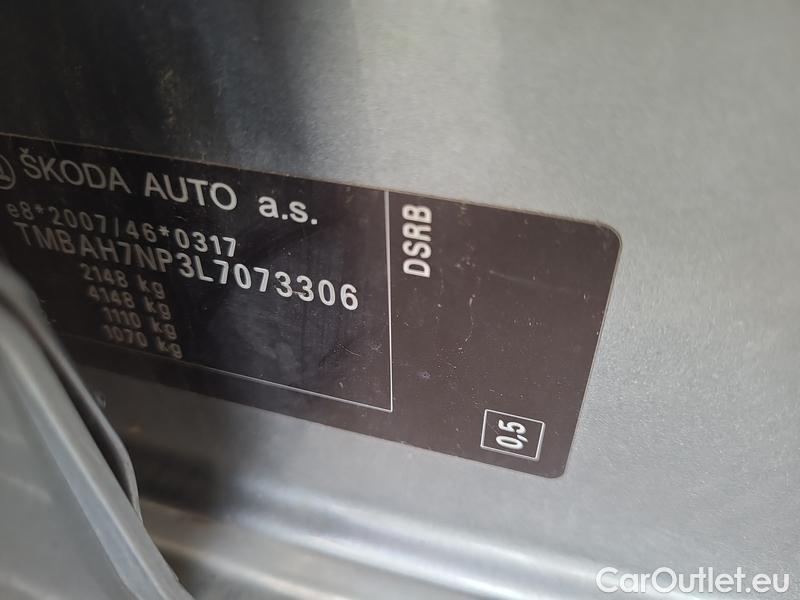 ŠKODA AUTO a.s.
e8*2007/46*0317
TMBAH7NP3L7073306
2148 kg
4148 kg
1110 kg
1070 kg
DSRB
0,5
CarOutlet.eu